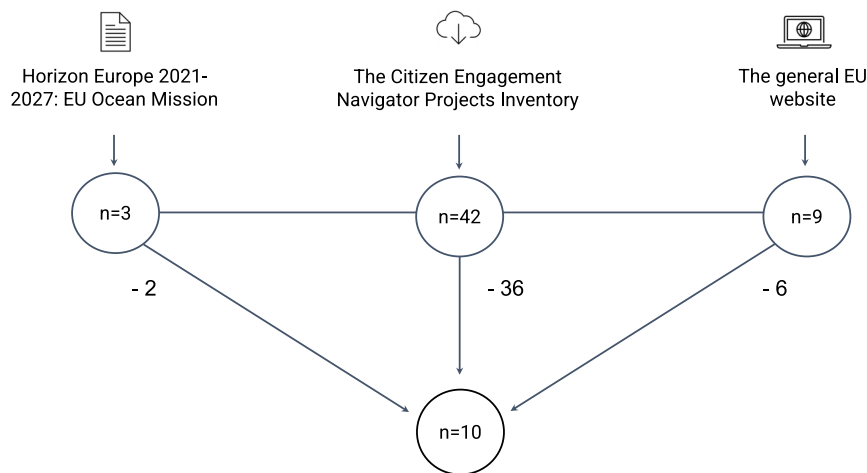 Horizon Europe 2021-
2027: EU Ocean Mission
The Citizen Engagement
Navigator Projects Inventory
The general EU
website
n=3
n=42
n=9
- 2
- 36
- 6
n=10